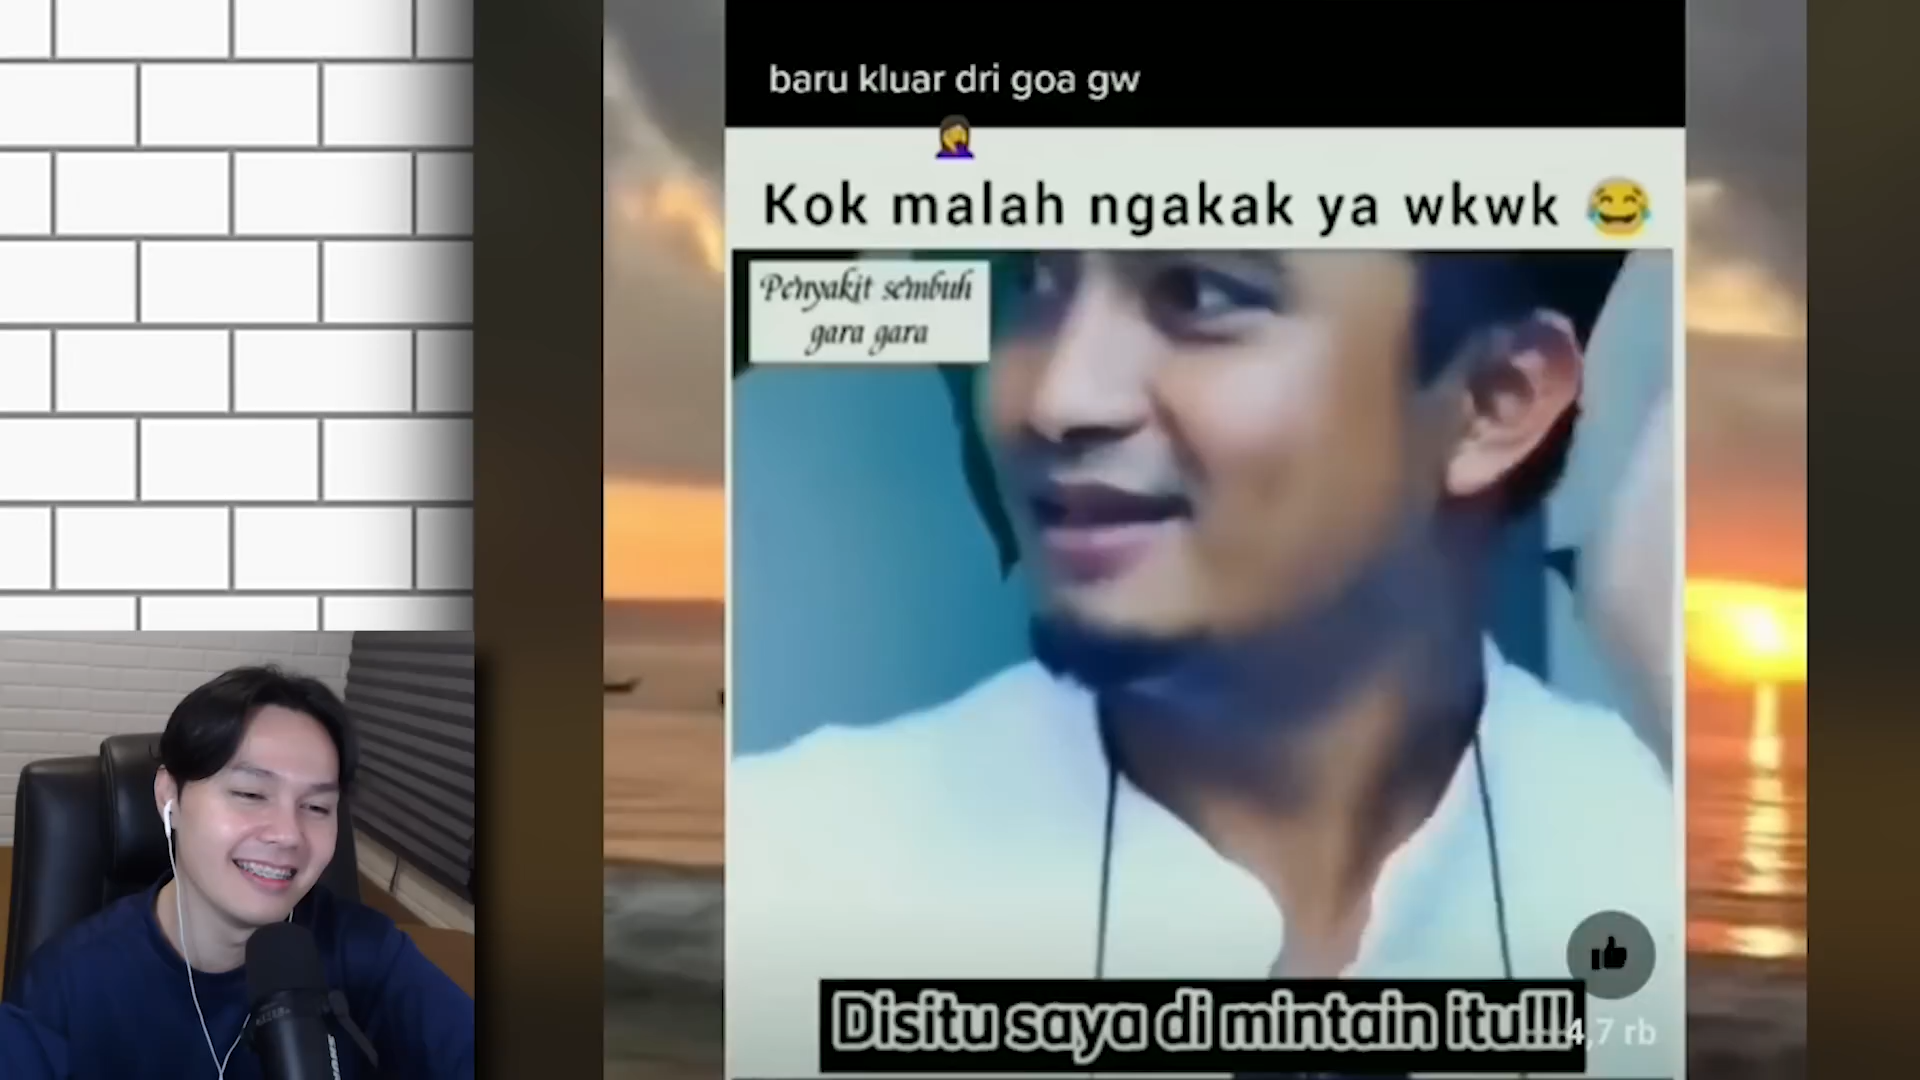 baru kluar dri goa gw
Kok malah ngakak ya wkwk
Penyakit sembuh
gara gara
Disitu saya di mintain itu!!!
4,7 rb